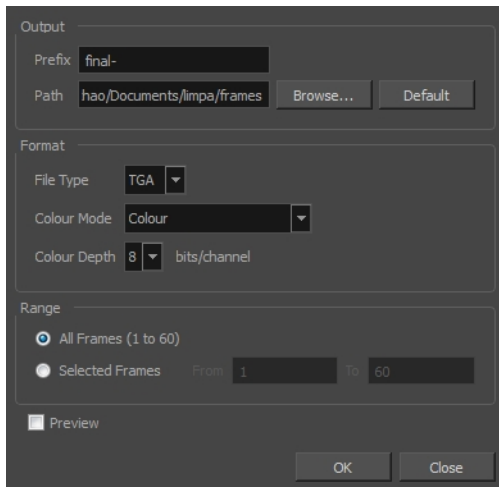 Output
Prefix final-
Path hao/Documents/limpa/frames Browse... Default
Format
File Type TGA
Colour Mode Colour
Colour Depth 8 bits/channel
Range
All Frames (1 to 60)
Selected Frames From 1 To 60
Preview
OK Close